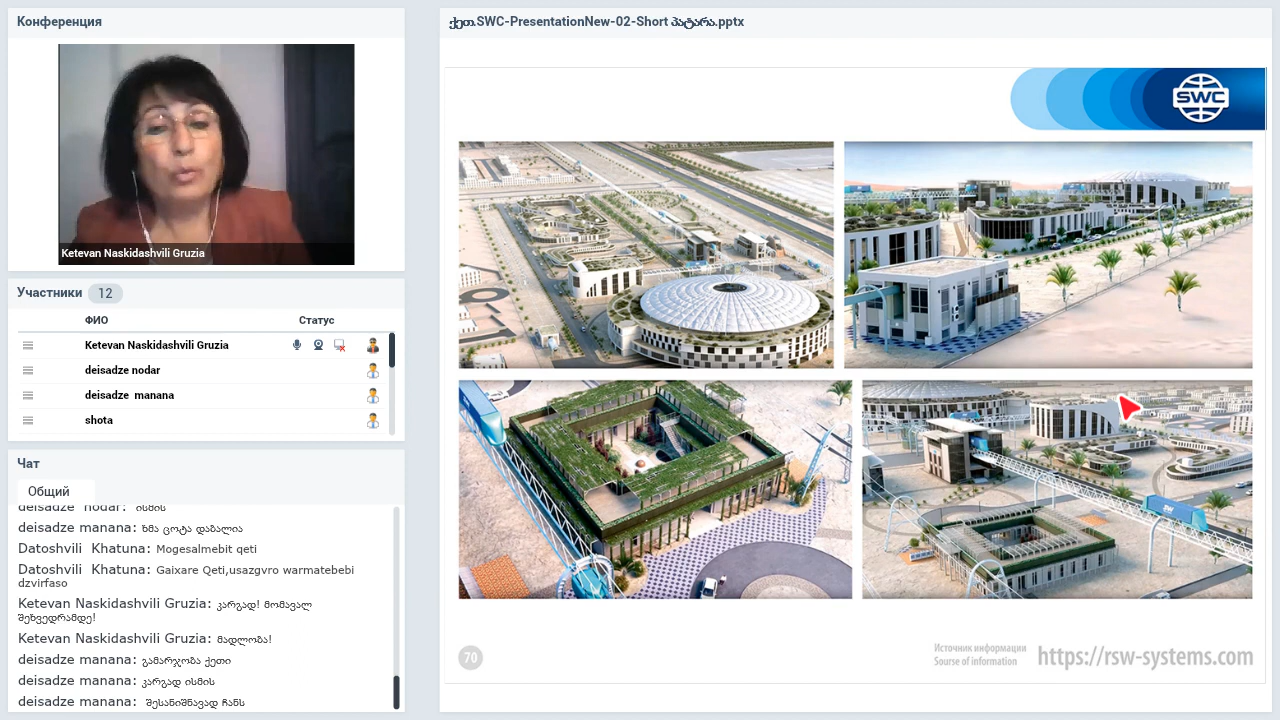 Конференция
Ketevan Naskidashvili Gruzia
Участники 12
ФИО Статус
Ketevan Naskidashvili Gruzia
deisadze nodar
deisadze manana
shota
Чат
Общий
deisadze nodar: ისმის
deisadze manana: ხმა ცოტა დაბალია
Datoshvili Khatuna: Mogesalmebit qeti
Datoshvili Khatuna: Gaixare Qeti,usazgvro warmatebebi
dzvirfaso
Ketevan Naskidashvili Gruzia: კარგად! მომავალ
შეხვედრამდე!
Ketevan Naskidashvili Gruzia: მადლობა!
deisadze manana: გამარჯობა ქეთი
deisadze manana: კარგად ისმის
deisadze manana: შესანიშნავად ჩანს
ქეთ.SWC-PresentationNew-02-Short პატარა.pptx
SWC
70
Источник информации
Sourse of information
https://rsw-systems.com